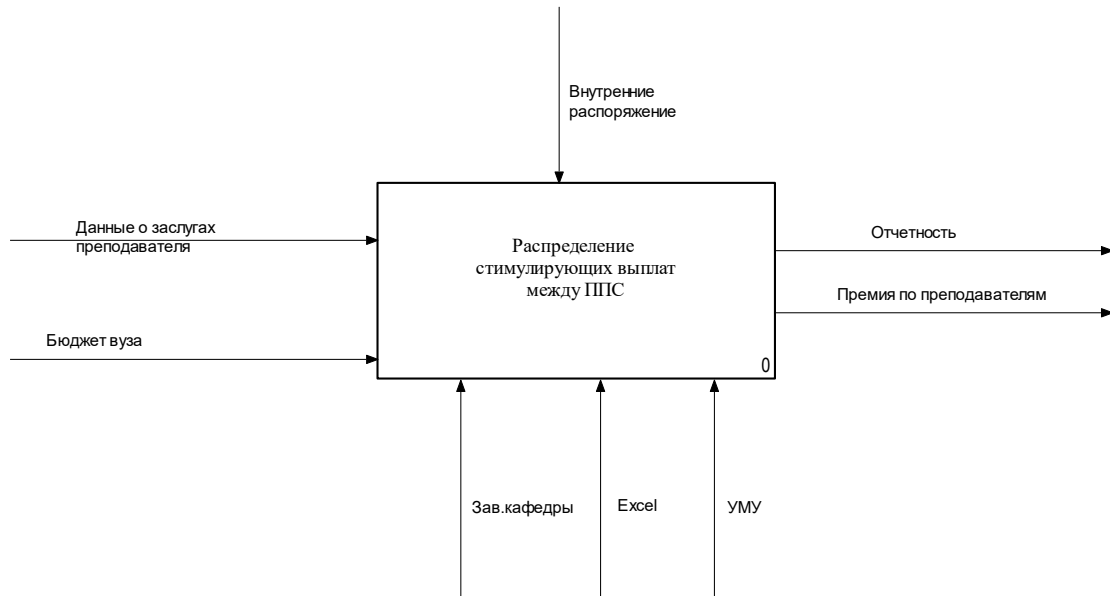 Внутренние
распоряжение
Данные о заслугах
преподавателя
Распределение
стимулирующих выплат
между ППС
Отчетность
Премия по преподавателям
Бюджет вуза
0
Зав.кафедры
Excel
УМУ